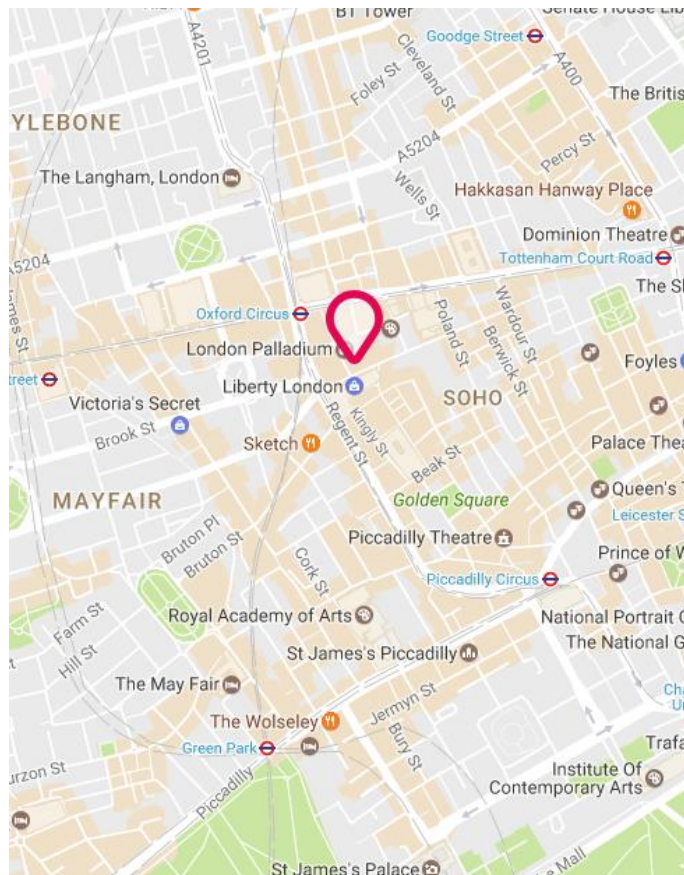 BT Tower
Senate House Lib
A4201
Goodge Street
Cleveland St
Foley St
A400
The Britis
YLEBONE
A5204
Percy St
The Langham, London
Wells St
Hakkasan Hanway Place
Dominion Theatre
A5204
Tottenham Court Road
The S
Oxford Circus
Poland St
Wardour St
Berwick St
London Palladium
Foyles
treet
Liberty London
SOHO
Victoria's Secret
Kingly St
Regent St
Brook St
Sketch
Beak St
Palace Thea
MAYFAIR
Golden Square
Queen's T
Leicester S
Bruton Pl
Bruton St
Piccadilly Theatre
Prince of W
Cork St
Piccadilly Circus
Farm St
Royal Academy of Arts
National Portrait G
The National G
Hill St
St James's Piccadilly
The May Fair
Jermyn St
Cha
The Wolseley
Bury St
Green Park
Trafa
urzon St
Piccadilly
Institute Of
Contemporary Arts
St James's Palace
The Mall